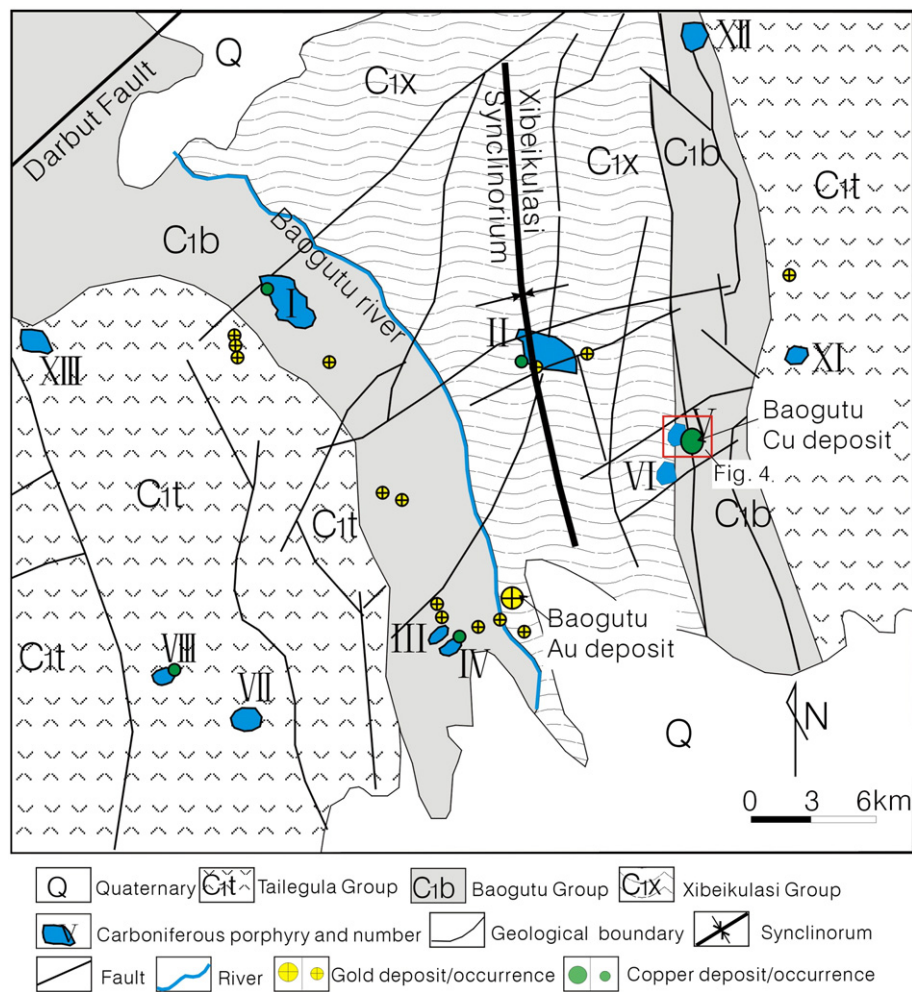 Q
C1x
XII
Darbut Fault
Xibeikulasi
Synclinorium
C1x
C1b
C1t
C1b
Baogutu river
I
II
XIII
XI
V
Baogutu
Cu deposit
VI
Fig. 4
C1t
C1t
C1b
Baogutu
Au deposit
III
IV
C1t
VIII
VII
Q
N
0 3 6km
Q Quaternary C1t Tailegula Group C1b Baogutu Group C1x Xibeikulasi Group
V Carboniferous porphyry and number Geological boundary Synclinorum
Fault River Gold deposit/occurrence Copper deposit/occurrence